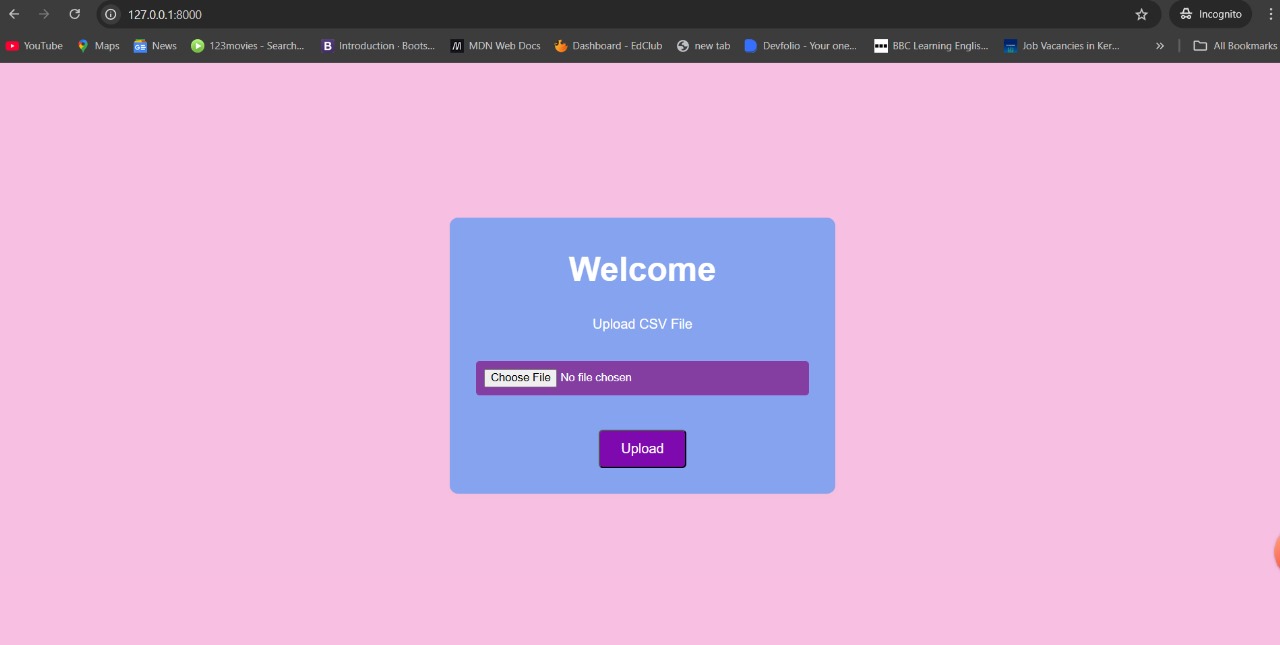 127.0.0.1:8000
Incognito
YouTube Maps News 123movies - Search... B Introduction · Boots... MDN Web Docs Dashboard - EdClub new tab Devfolio - Your one... BBC Learning Englis... Job Vacancies in Ker... » All Bookmarks
Welcome
Upload CSV File
Choose File No file chosen
Upload